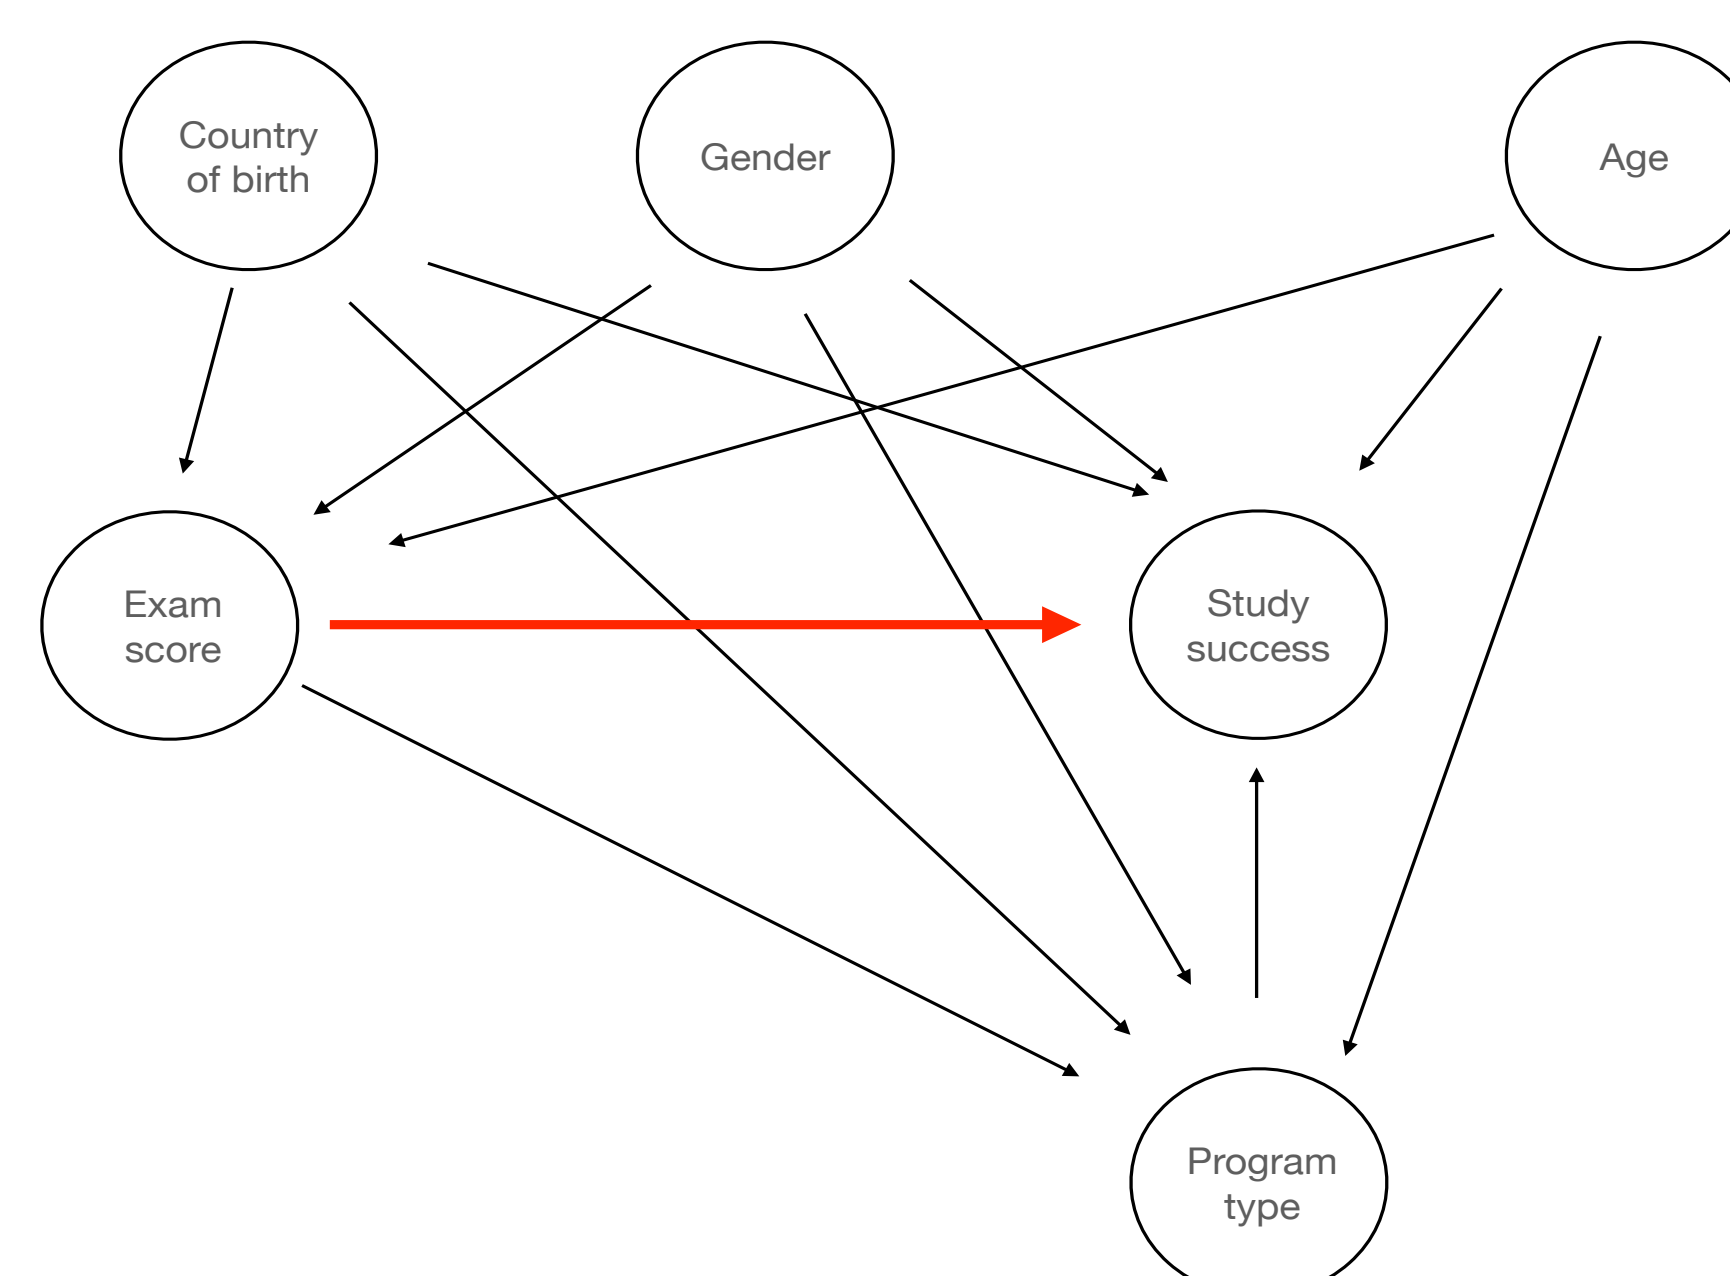 Country
of birth
Gender
Age
Exam
score
Study
success
Program
type